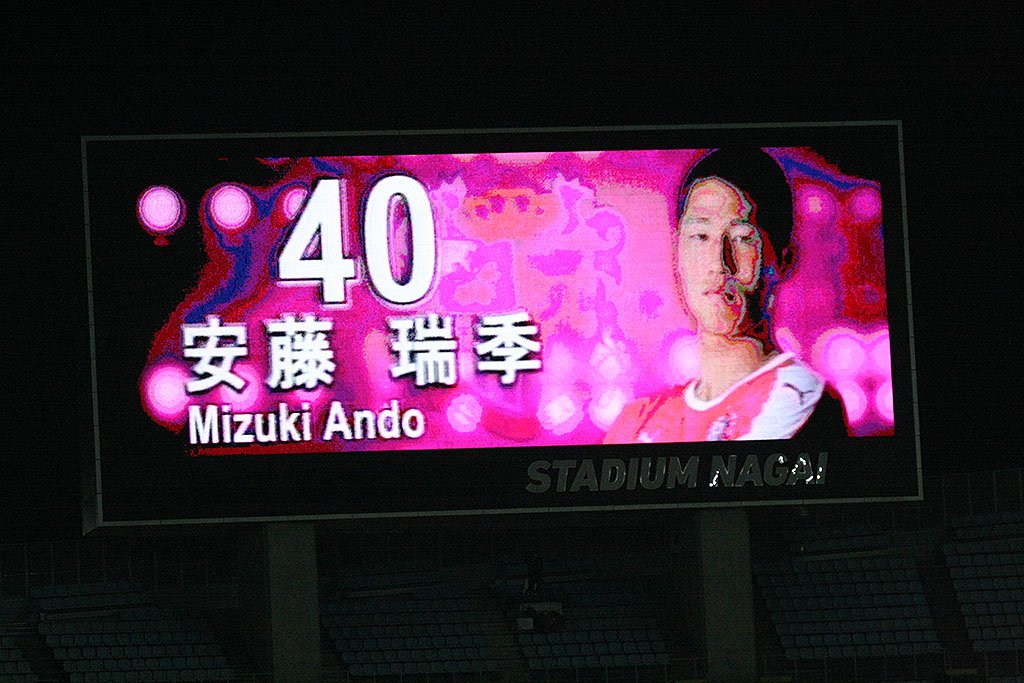 40
安藤 瑞季
Mizuki Ando
STADIUM NAGAI